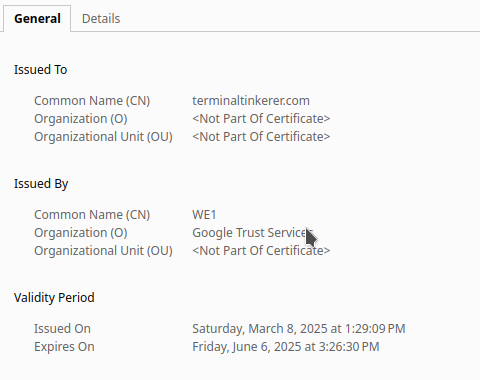 General Details
Issued To
Common Name (CN) terminaltinkerer.com
Organization (O) <Not Part Of Certificate>
Organizational Unit (OU) <Not Part Of Certificate>
Issued By
Common Name (CN) WE1
Organization (O) Google Trust Services
Organizational Unit (OU) <Not Part Of Certificate>
Validity Period
Issued On Saturday, March 8, 2025 at 1:29:09 PM
Expires On Friday, June 6, 2025 at 3:26:30 PM